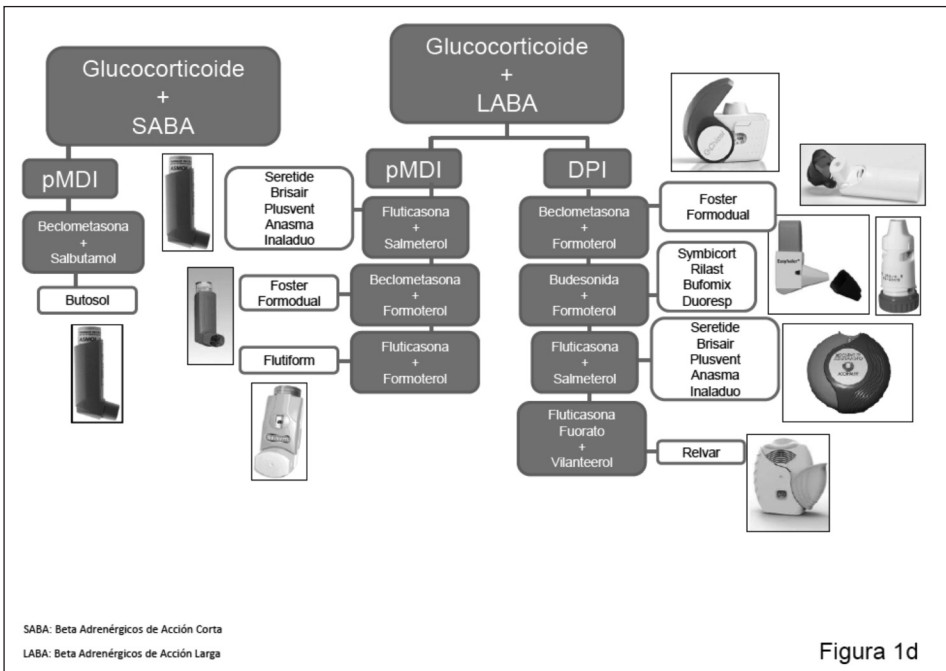 Glucocorticoide
+
SABA
pMDI
Beclometasona
+
Salbutamol
Butosol
Glucocorticoide
+
LABA
pMDI
Seretide
Brisair
Plusvent
Anasma
Inaladuo
Fluticasona
+
Salmeterol
Foster
Formodual
Beclometasona
+
Formoterol
Flutiform
Fluticasona
+
Formoterol
DPI
Beclometasona
+
Formoterol
Foster
Formodual
Budesonida
+
Formoterol
Symbicort
Rilast
Bufomix
Duoresp
Fluticasona
+
Salmeterol
Seretide
Brisair
Plusvent
Anasma
Inaladuo
Fluticasona
Fuorato
+
Vilanteerol
Relvar
SABA: Beta Adrenérgicos de Acción Corta
LABA: Beta Adrenérgicos de Acción Larga
Figura 1d